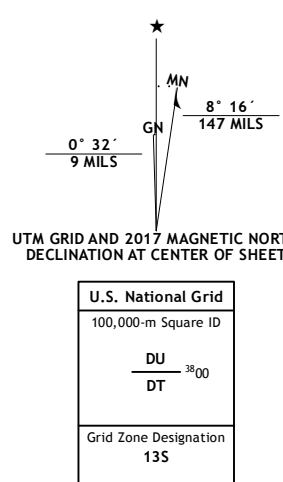 MN
GN
8° 16´
147 MILS
0° 32´
9 MILS
UTM GRID AND 2017 MAGNETIC NORT
DECLINATION AT CENTER OF SHEET
U.S. National Grid
100,000-m Square ID
DU
3800
DT
Grid Zone Designation
13S